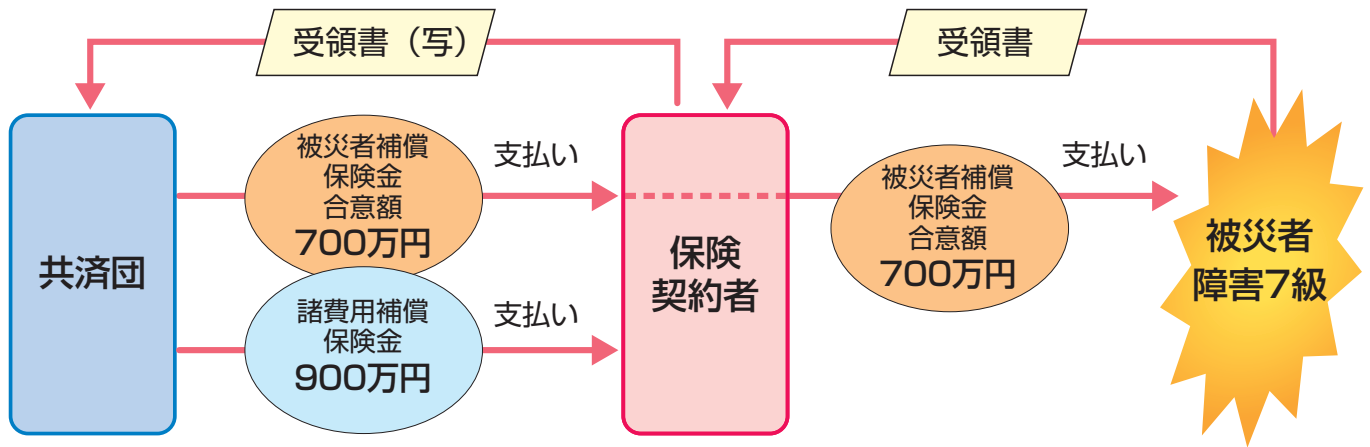 受領書（写）
受領書
共済団
被災者補償
保険金
合意額
700万円
支払い
諸費用補償
保険金
900万円
支払い
保険
契約者
被災者補償
保険金
合意額
700万円
支払い
被災者
障害7級